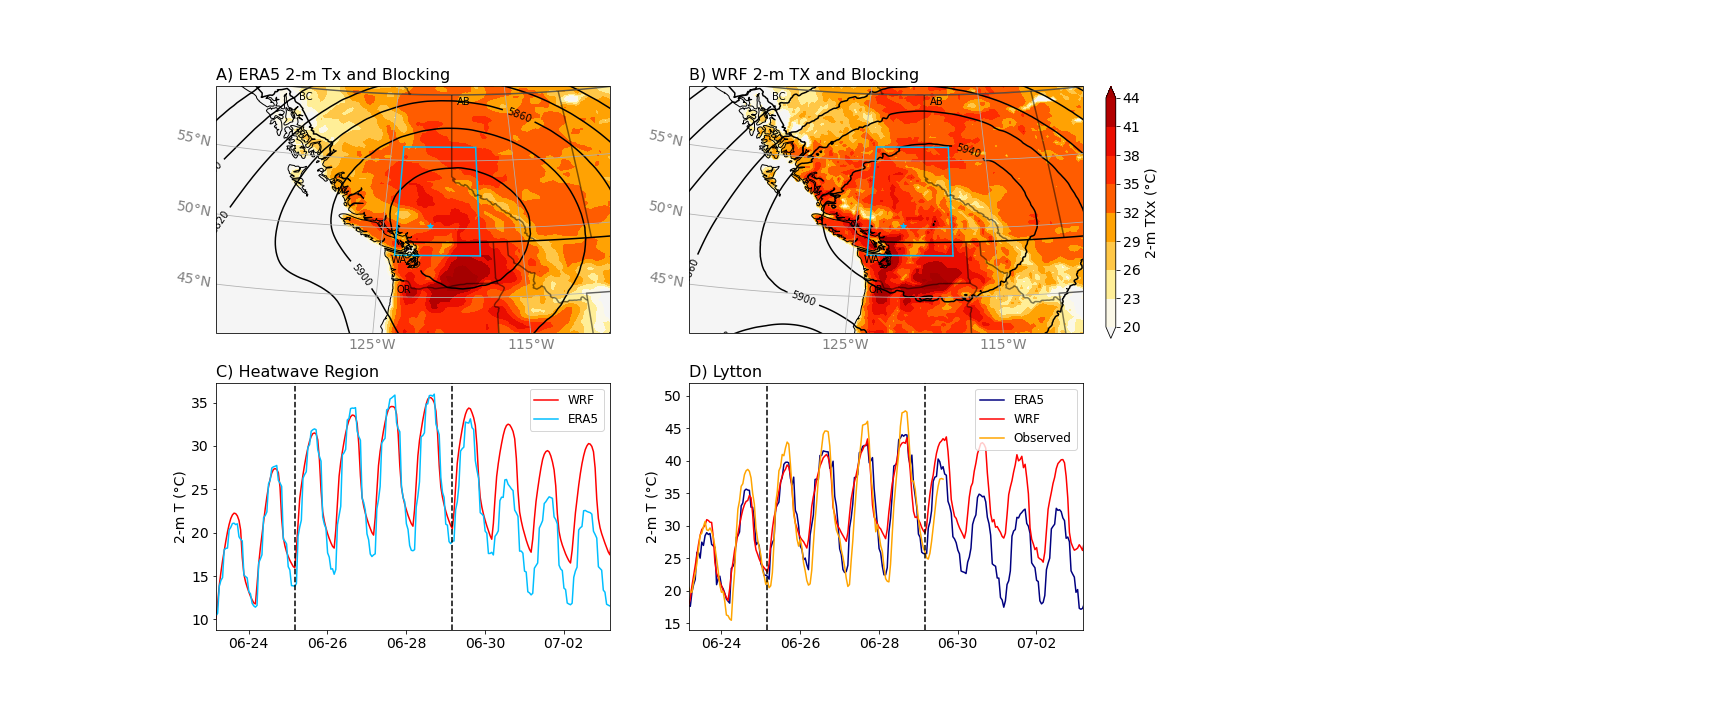 A) ERA5 2-m Tx and Blocking
B) WRF 2-m TX and Blocking
BC
AB
5860
55°N
50°N
45°N
5900
WA
OR
125°W
115°W
BC
AB
5940
55°N
50°N
45°N
5900
WA
OR
125°W
115°W
44
41
38
35
32
29
26
23
20
2-m TXx (°C)
C) Heatwave Region
35
30
25
20
15
10
2-m T (°C)
WRF
ERA5
06-24
06-26
06-28
06-30
07-02
D) Lytton
50
45
40
35
30
25
20
15
2-m T (°C)
ERA5
WRF
Observed
06-24
06-26
06-28
06-30
07-02